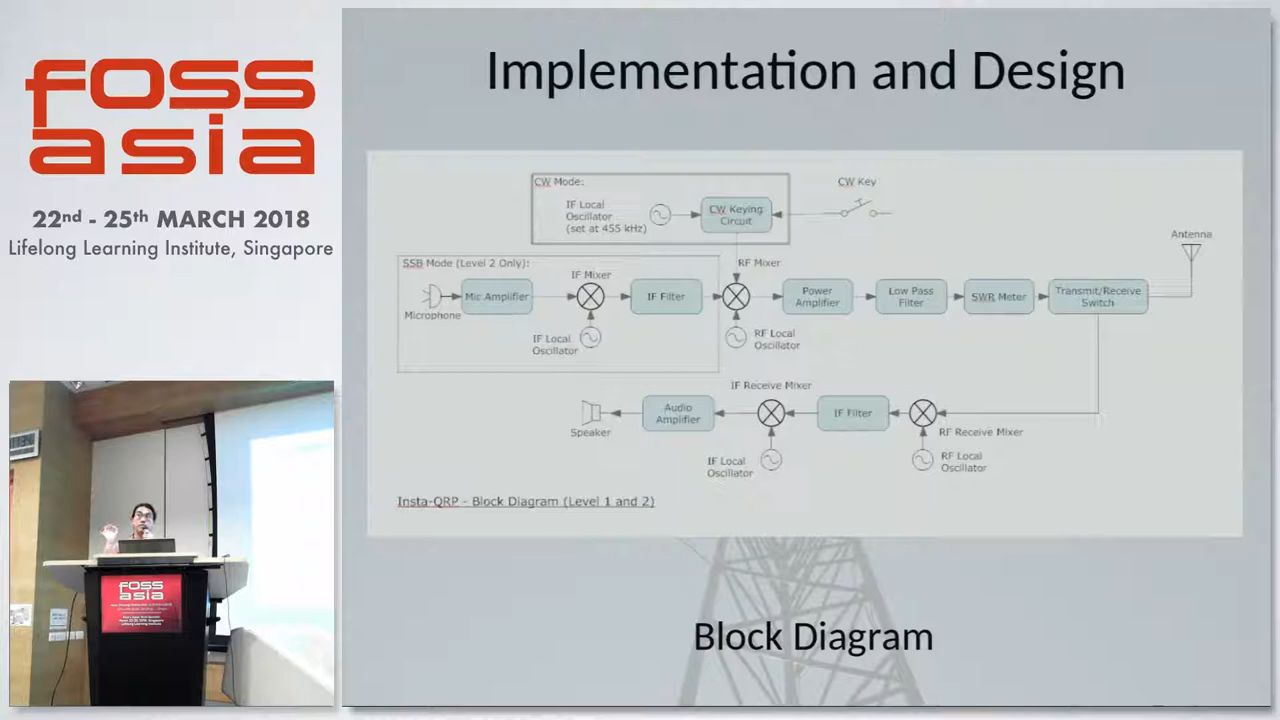 foss
asia
22nd - 25th MARCH 2018
Lifelong Learning Institute, Singapore
foss
asia
Implementation and Design
CW Mode:
IF Local
Oscillator
(set at 455 kHz)
CW Keying
Circuit
CW Key
Antenna
SSB Mode (Level 2 Only):
Microphone
Mic Amplifier
IF Mixer
IF Local
Oscillator
IF Filter
RF Mixer
RF Local
Oscillator
Power
Amplifier
Low Pass
Filter
SWR Meter
Transmit/Receive
Switch
Speaker
Audio
Amplifier
IF Receive Mixer
IF Local
Oscillator
IF Filter
RF Receive Mixer
RF Local
Oscillator
Insta-QRP - Block Diagram (Level 1 and 2)
Block Diagram